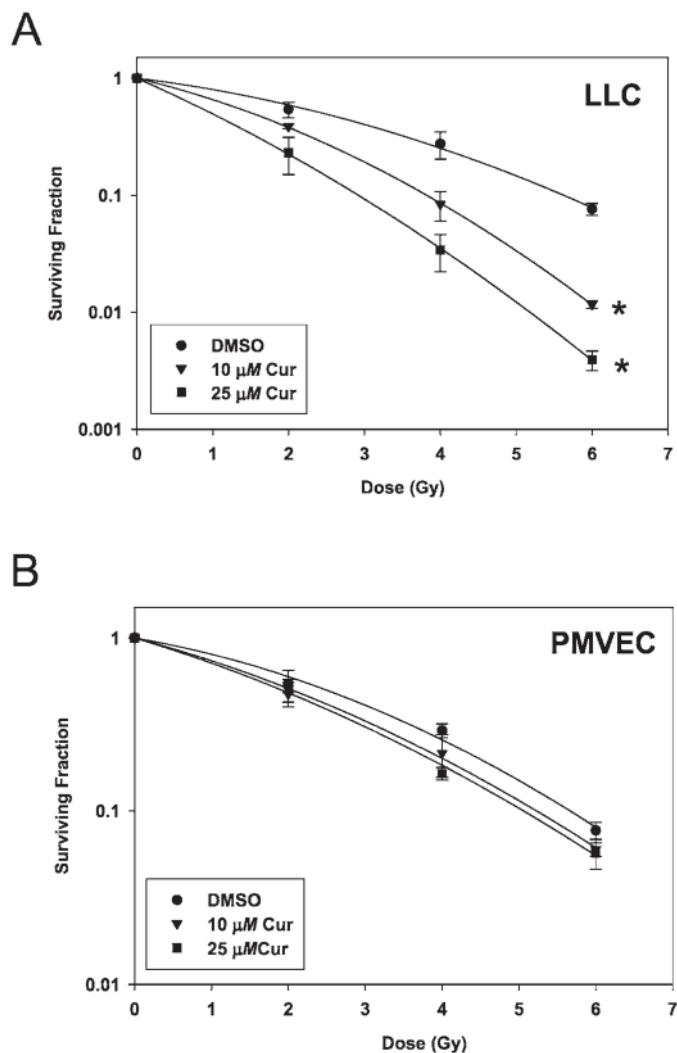 A
LLC
1
0.1
0.01
0.001
Surviving Fraction
*
*
DMSO
10 μM Cur
25 μM Cur
0 1 2 3 4 5 6 7
Dose (Gy)
B
PMVEC
1
0.1
0.01
Surviving Fraction
DMSO
10 μM Cur
25 μMCur
0 1 2 3 4 5 6 7
Dose (Gy)